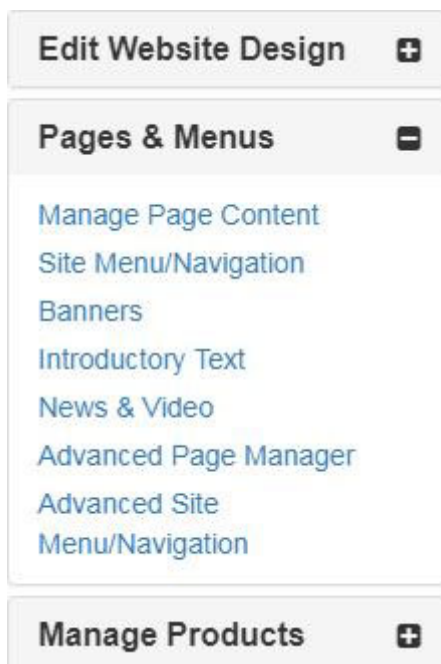 Edit Website Design
Pages & Menus
Manage Page Content
Site Menu/Navigation
Banners
Introductory Text
News & Video
Advanced Page Manager
Advanced Site
Menu/Navigation
Manage Products